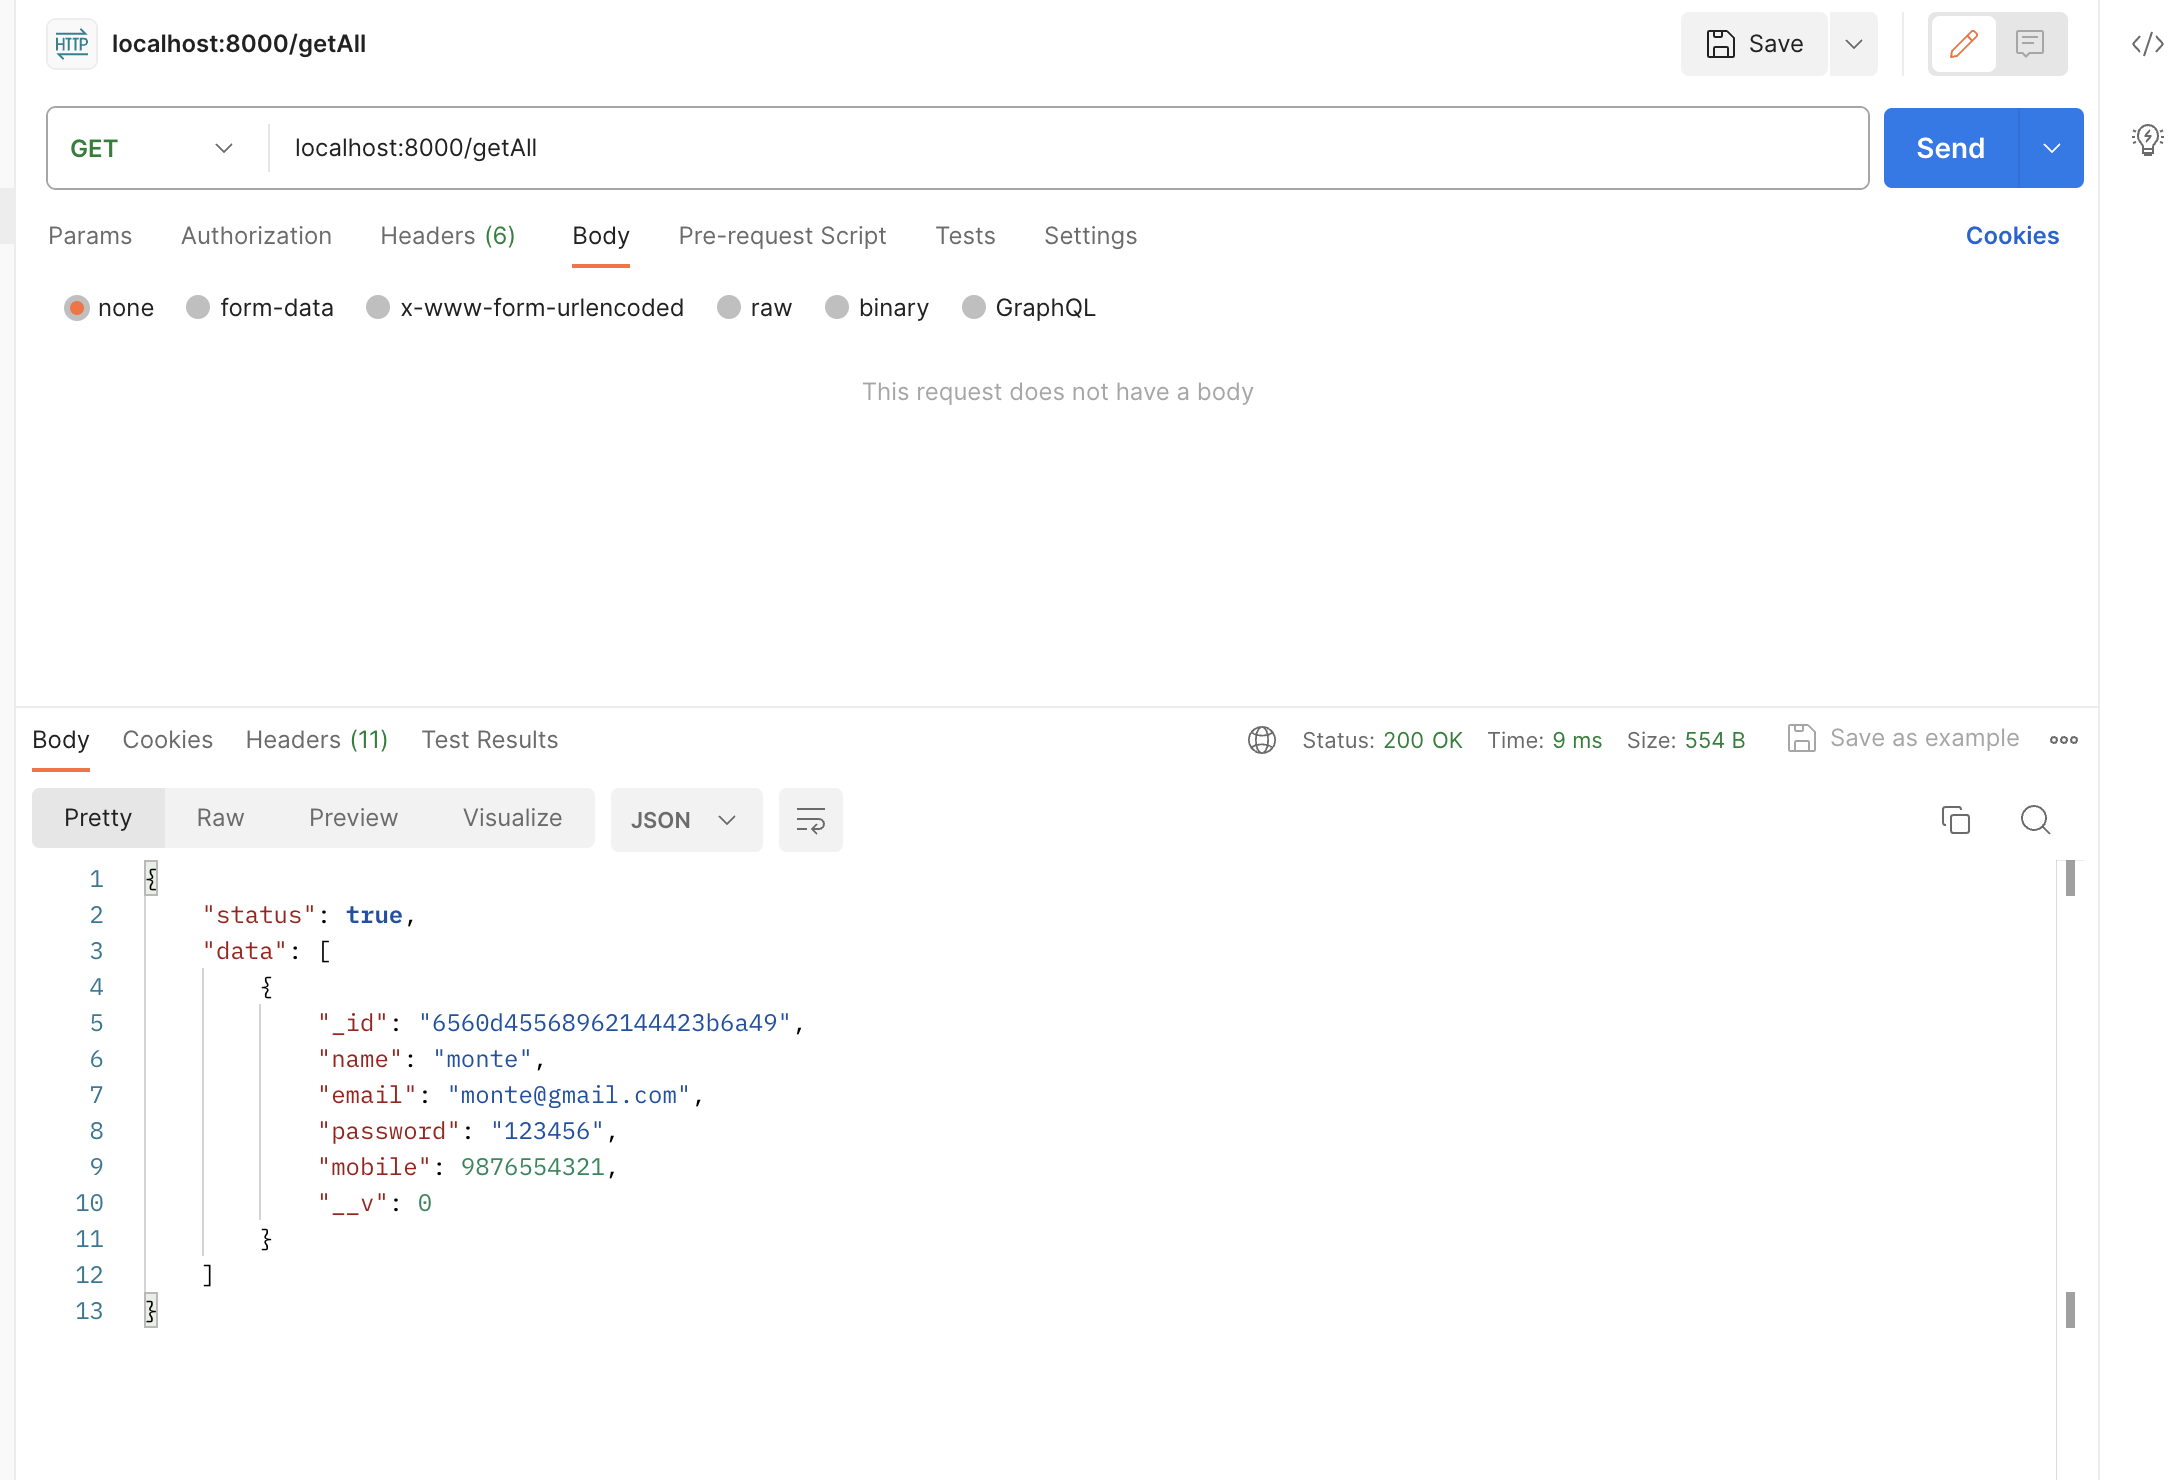 HTTP localhost:8000/getAll Save
GET localhost:8000/getAll Send
Params Authorization Headers (6) Body Pre-request Script Tests Settings Cookies
none form-data x-www-form-urlencoded raw binary GraphQL
This request does not have a body
Body Cookies Headers (11) Test Results Status: 200 OK Time: 9 ms Size: 554 B Save as example
Pretty Raw Preview Visualize JSON
1 {
2 "status": true,
3 "data": [
4 {
5 "_id": "6560d45568962144423b6a49",
6 "name": "monte",
7 "email": "monte@gmail.com",
8 "password": "123456",
9 "mobile": 9876554321,
10 "__v": 0
11 }
12 ]
13 }